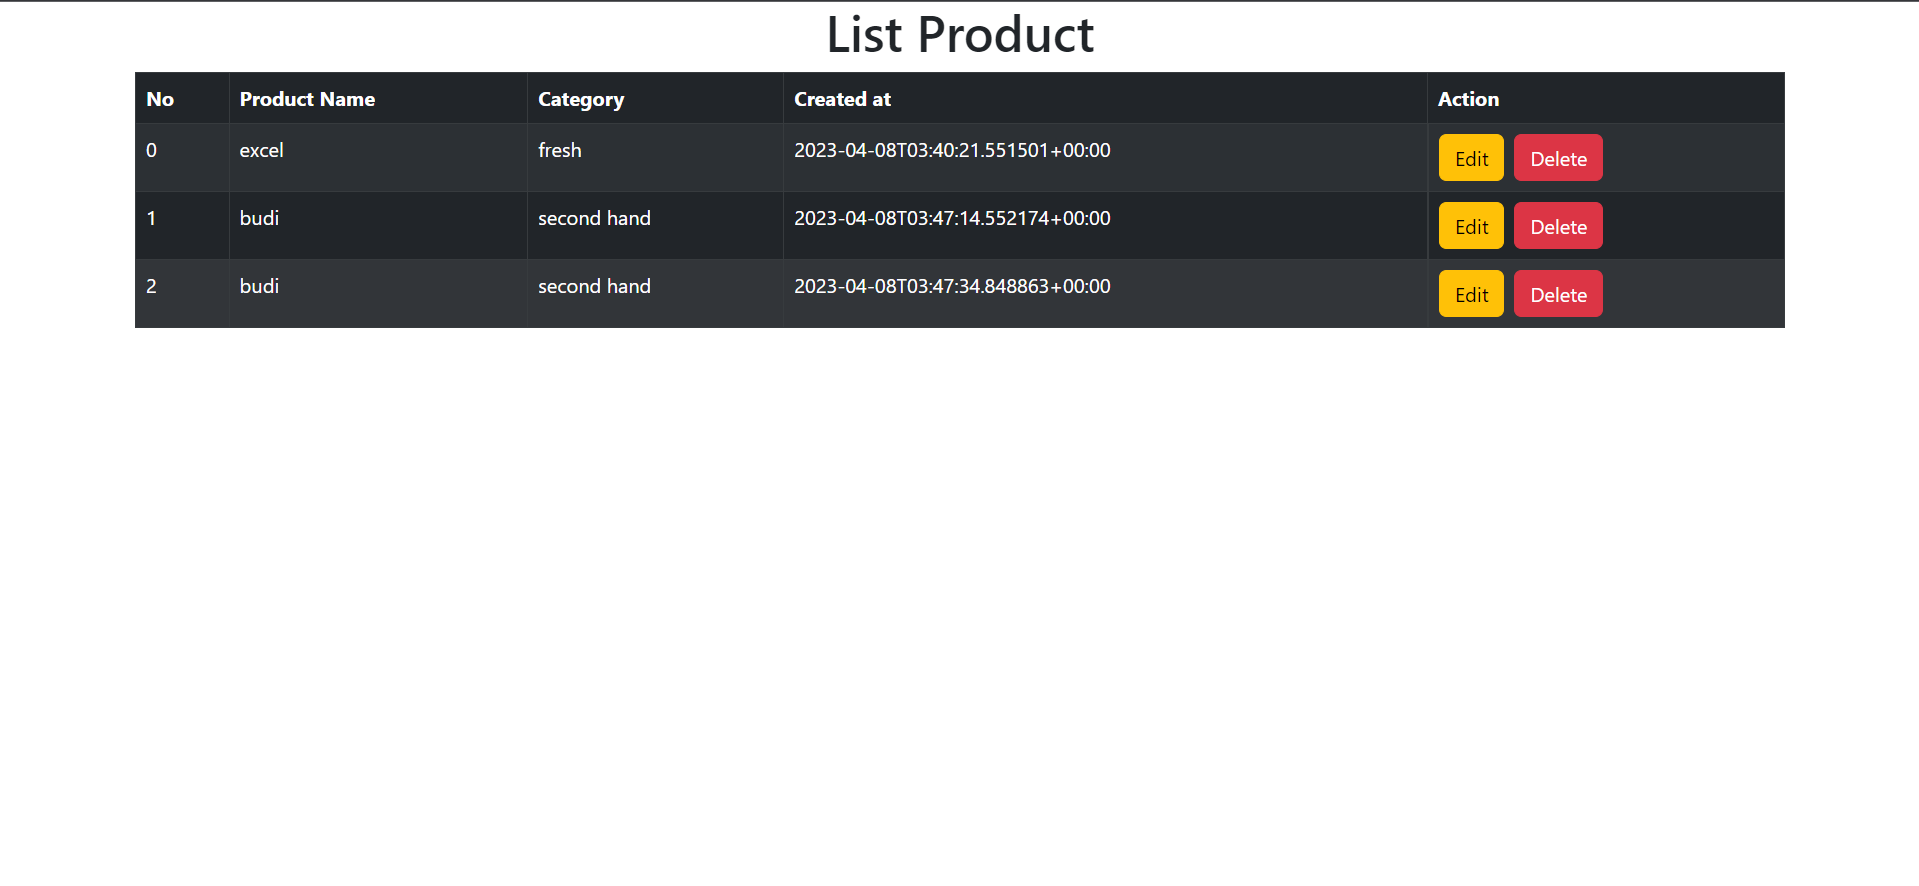 List Product
No Product Name Category Created at Action
0 excel fresh 2023-04-08T03:40:21.551501+00:00 Edit Delete
1 budi second hand 2023-04-08T03:47:14.552174+00:00 Edit Delete
2 budi second hand 2023-04-08T03:47:34.848863+00:00 Edit Delete